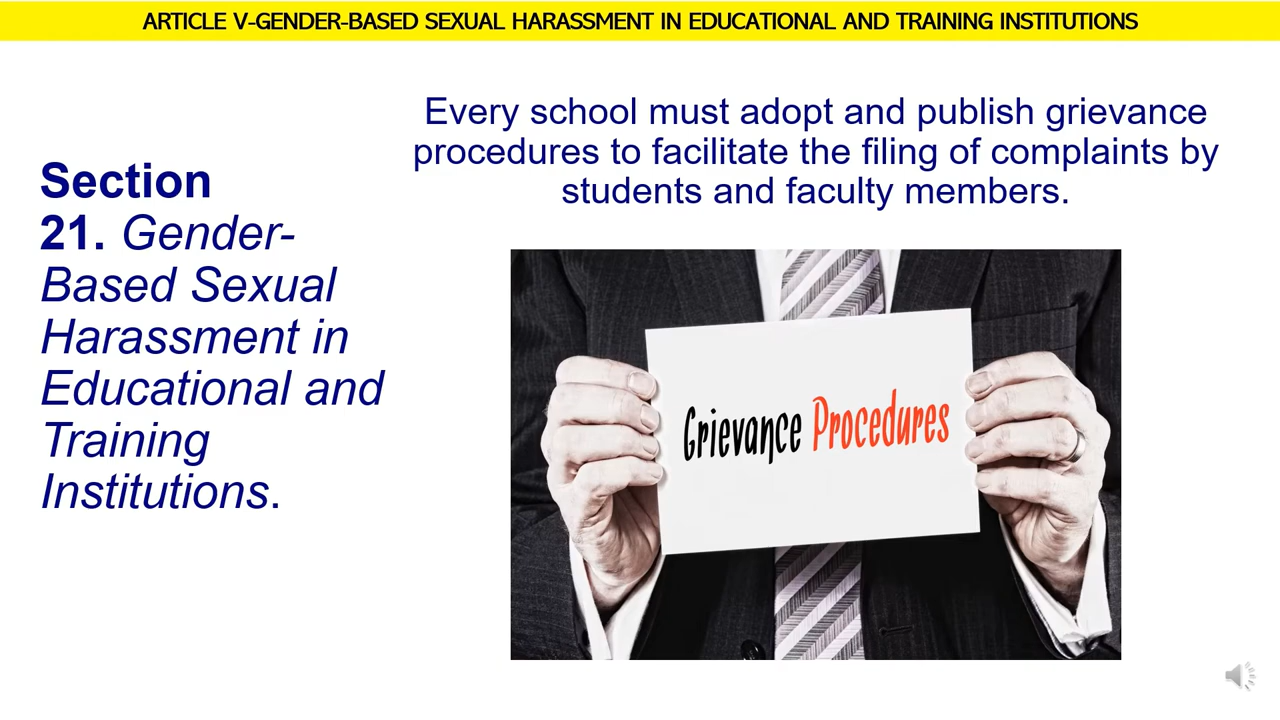 ARTICLE V-GENDER-BASED SEXUAL HARASSMENT IN EDUCATIONAL AND TRAINING INSTITUTIONS
Section
21. Gender-
Based Sexual
Harassment in
Educational and
Training
Institutions.
Every school must adopt and publish grievance
procedures to facilitate the filing of complaints by
students and faculty members.
Grievance Procedures